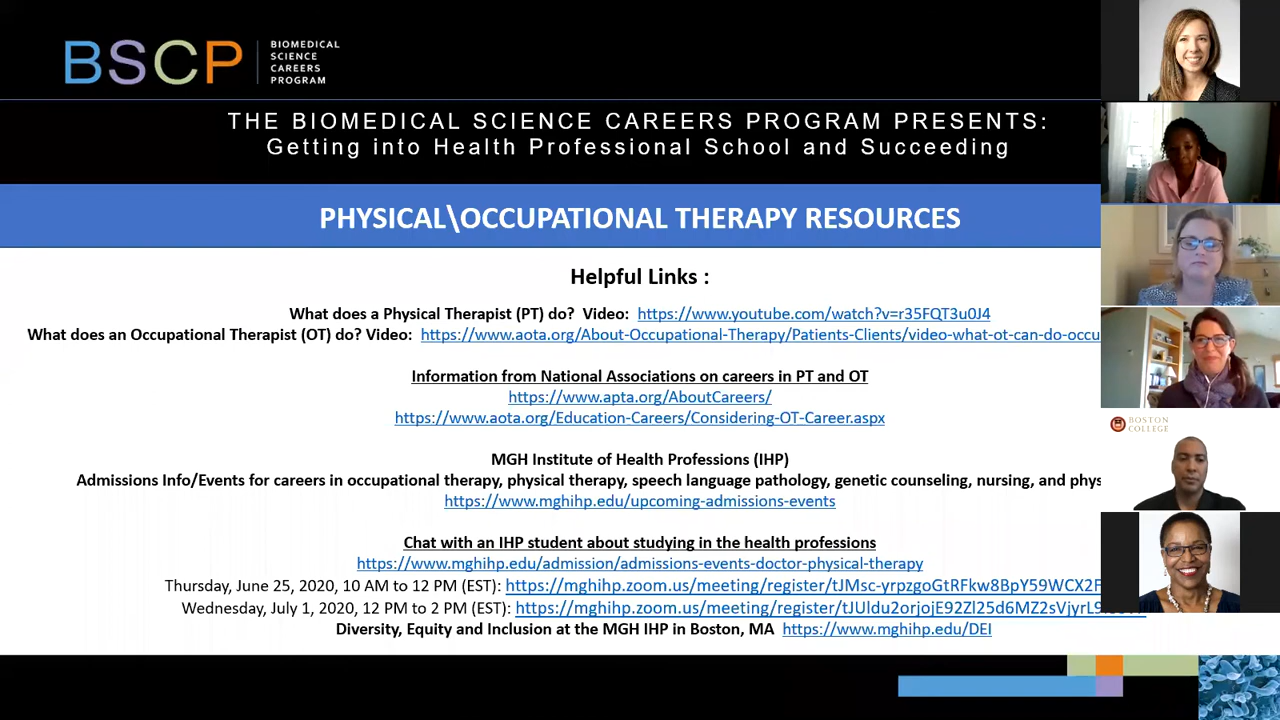 BSCP
BIOMEDICAL
SCIENCE
CAREERS
PROGRAM
THE BIOMEDICAL SCIENCE CAREERS PROGRAM PRESENTS:
Getting into Health Professional School and Succeeding
PHYSICAL\OCCUPATIONAL THERAPY RESOURCES
Helpful Links :
What does a Physical Therapist (PT) do? Video: https://www.youtube.com/watch?v=r35FQT3u0J4
What does an Occupational Therapist (OT) do? Video: https://www.aota.org/About-Occupational-Therapy/Patients-Clients/video-what-ot-can-do-occu
Information from National Associations on careers in PT and OT
https://www.apta.org/AboutCareers/
https://www.aota.org/Education-Careers/Considering-OT-Career.aspx
MGH Institute of Health Professions (IHP)
Admissions Info/Events for careers in occupational therapy, physical therapy, speech language pathology, genetic counseling, nursing, and phys
https://www.mghihp.edu/upcoming-admissions-events
Chat with an IHP student about studying in the health professions
https://www.mghihp.edu/admission/admissions-events-doctor-physical-therapy
Thursday, June 25, 2020, 10 AM to 12 PM (EST): https://mghihp.zoom.us/meeting/register/tJMsc-yrpzgoGtRFkw8BpY59WCX2F
Wednesday, July 1, 2020, 12 PM to 2 PM (EST): https://mghihp.zoom.us/meeting/register/tJUldu2orjojE92Zl25d6MZ2sVjyrL9
Diversity, Equity and Inclusion at the MGH IHP in Boston, MA https://www.mghihp.edu/DEI
BOSTON
COLLEGE